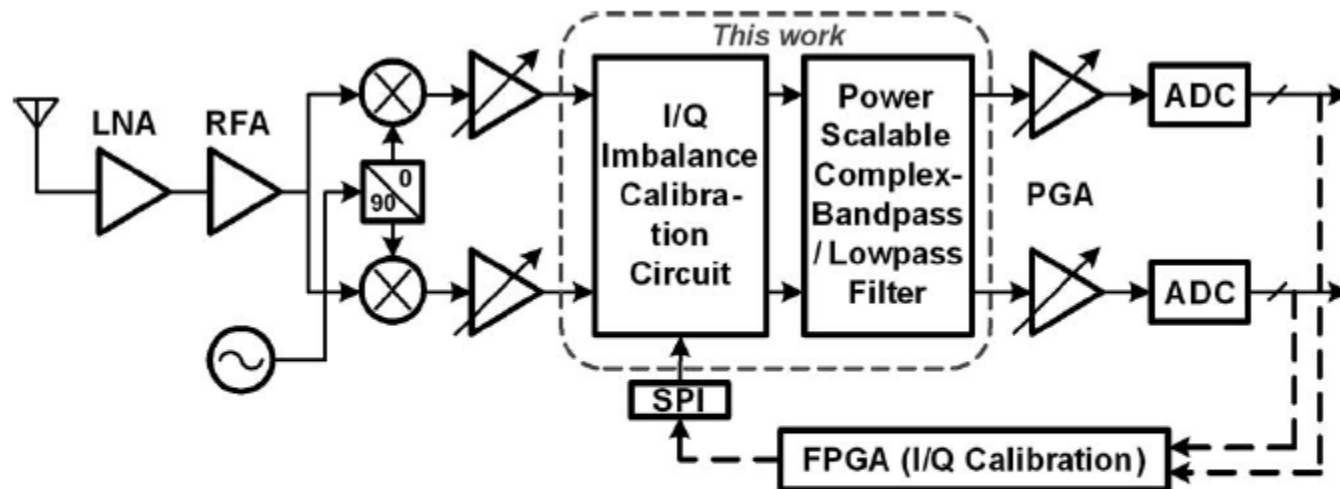 This work
LNA
RFA
0
90
I/Q
Imbalance
Calibra-
tion
Circuit
Power
Scalable
Complex-
Bandpass
/ Lowpass
Filter
PGA
ADC
ADC
SPI
FPGA (I/Q Calibration)